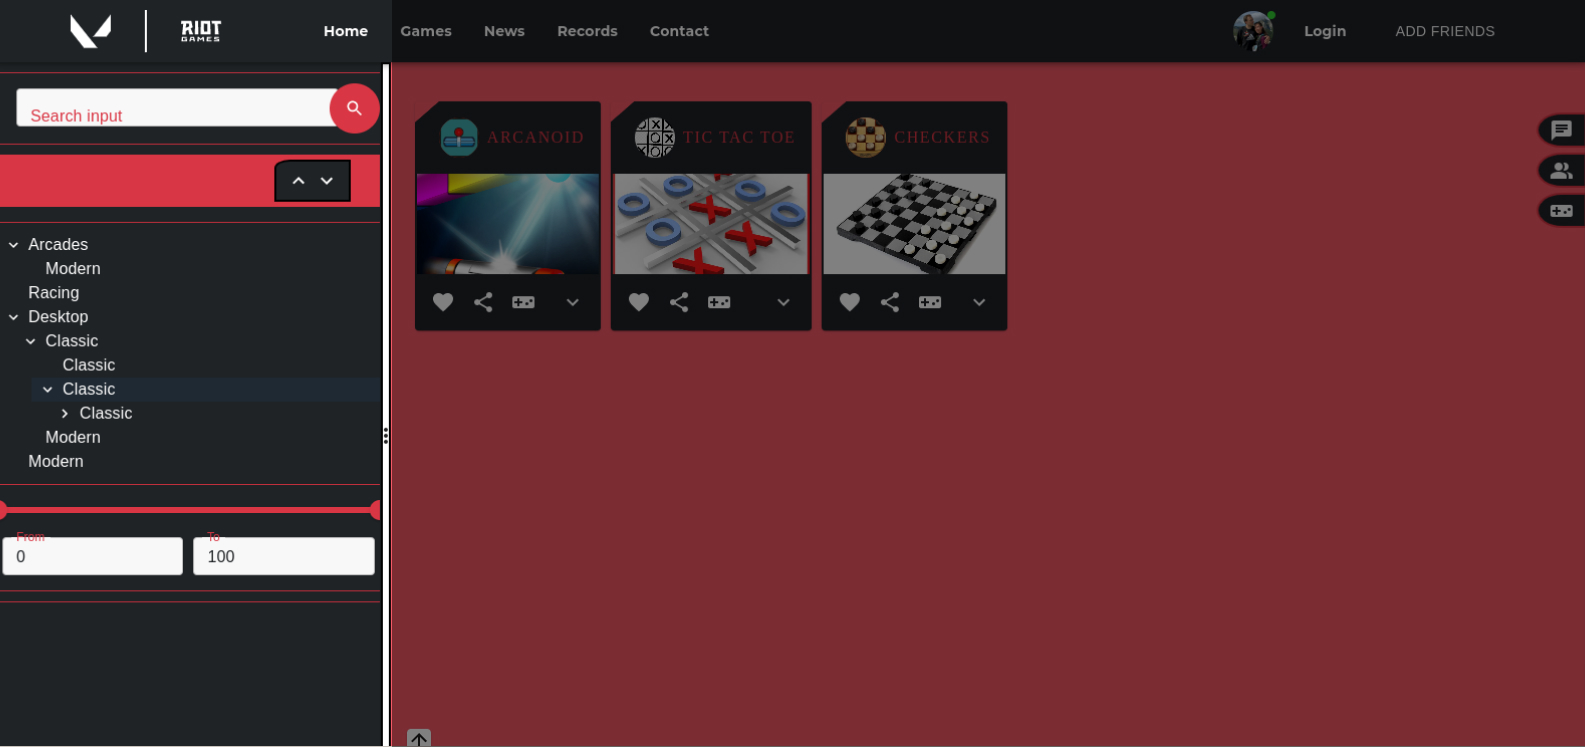 RIOT
GAMES
Home
Games
News
Records
Contact
Login
ADD FRIENDS
Search input
Arcades
Modern
Racing
Desktop
Classic
Classic
Classic
Classic
Modern
Modern
From
To
0
100
ARCANOID
TIC TAC TOE
CHECKERS